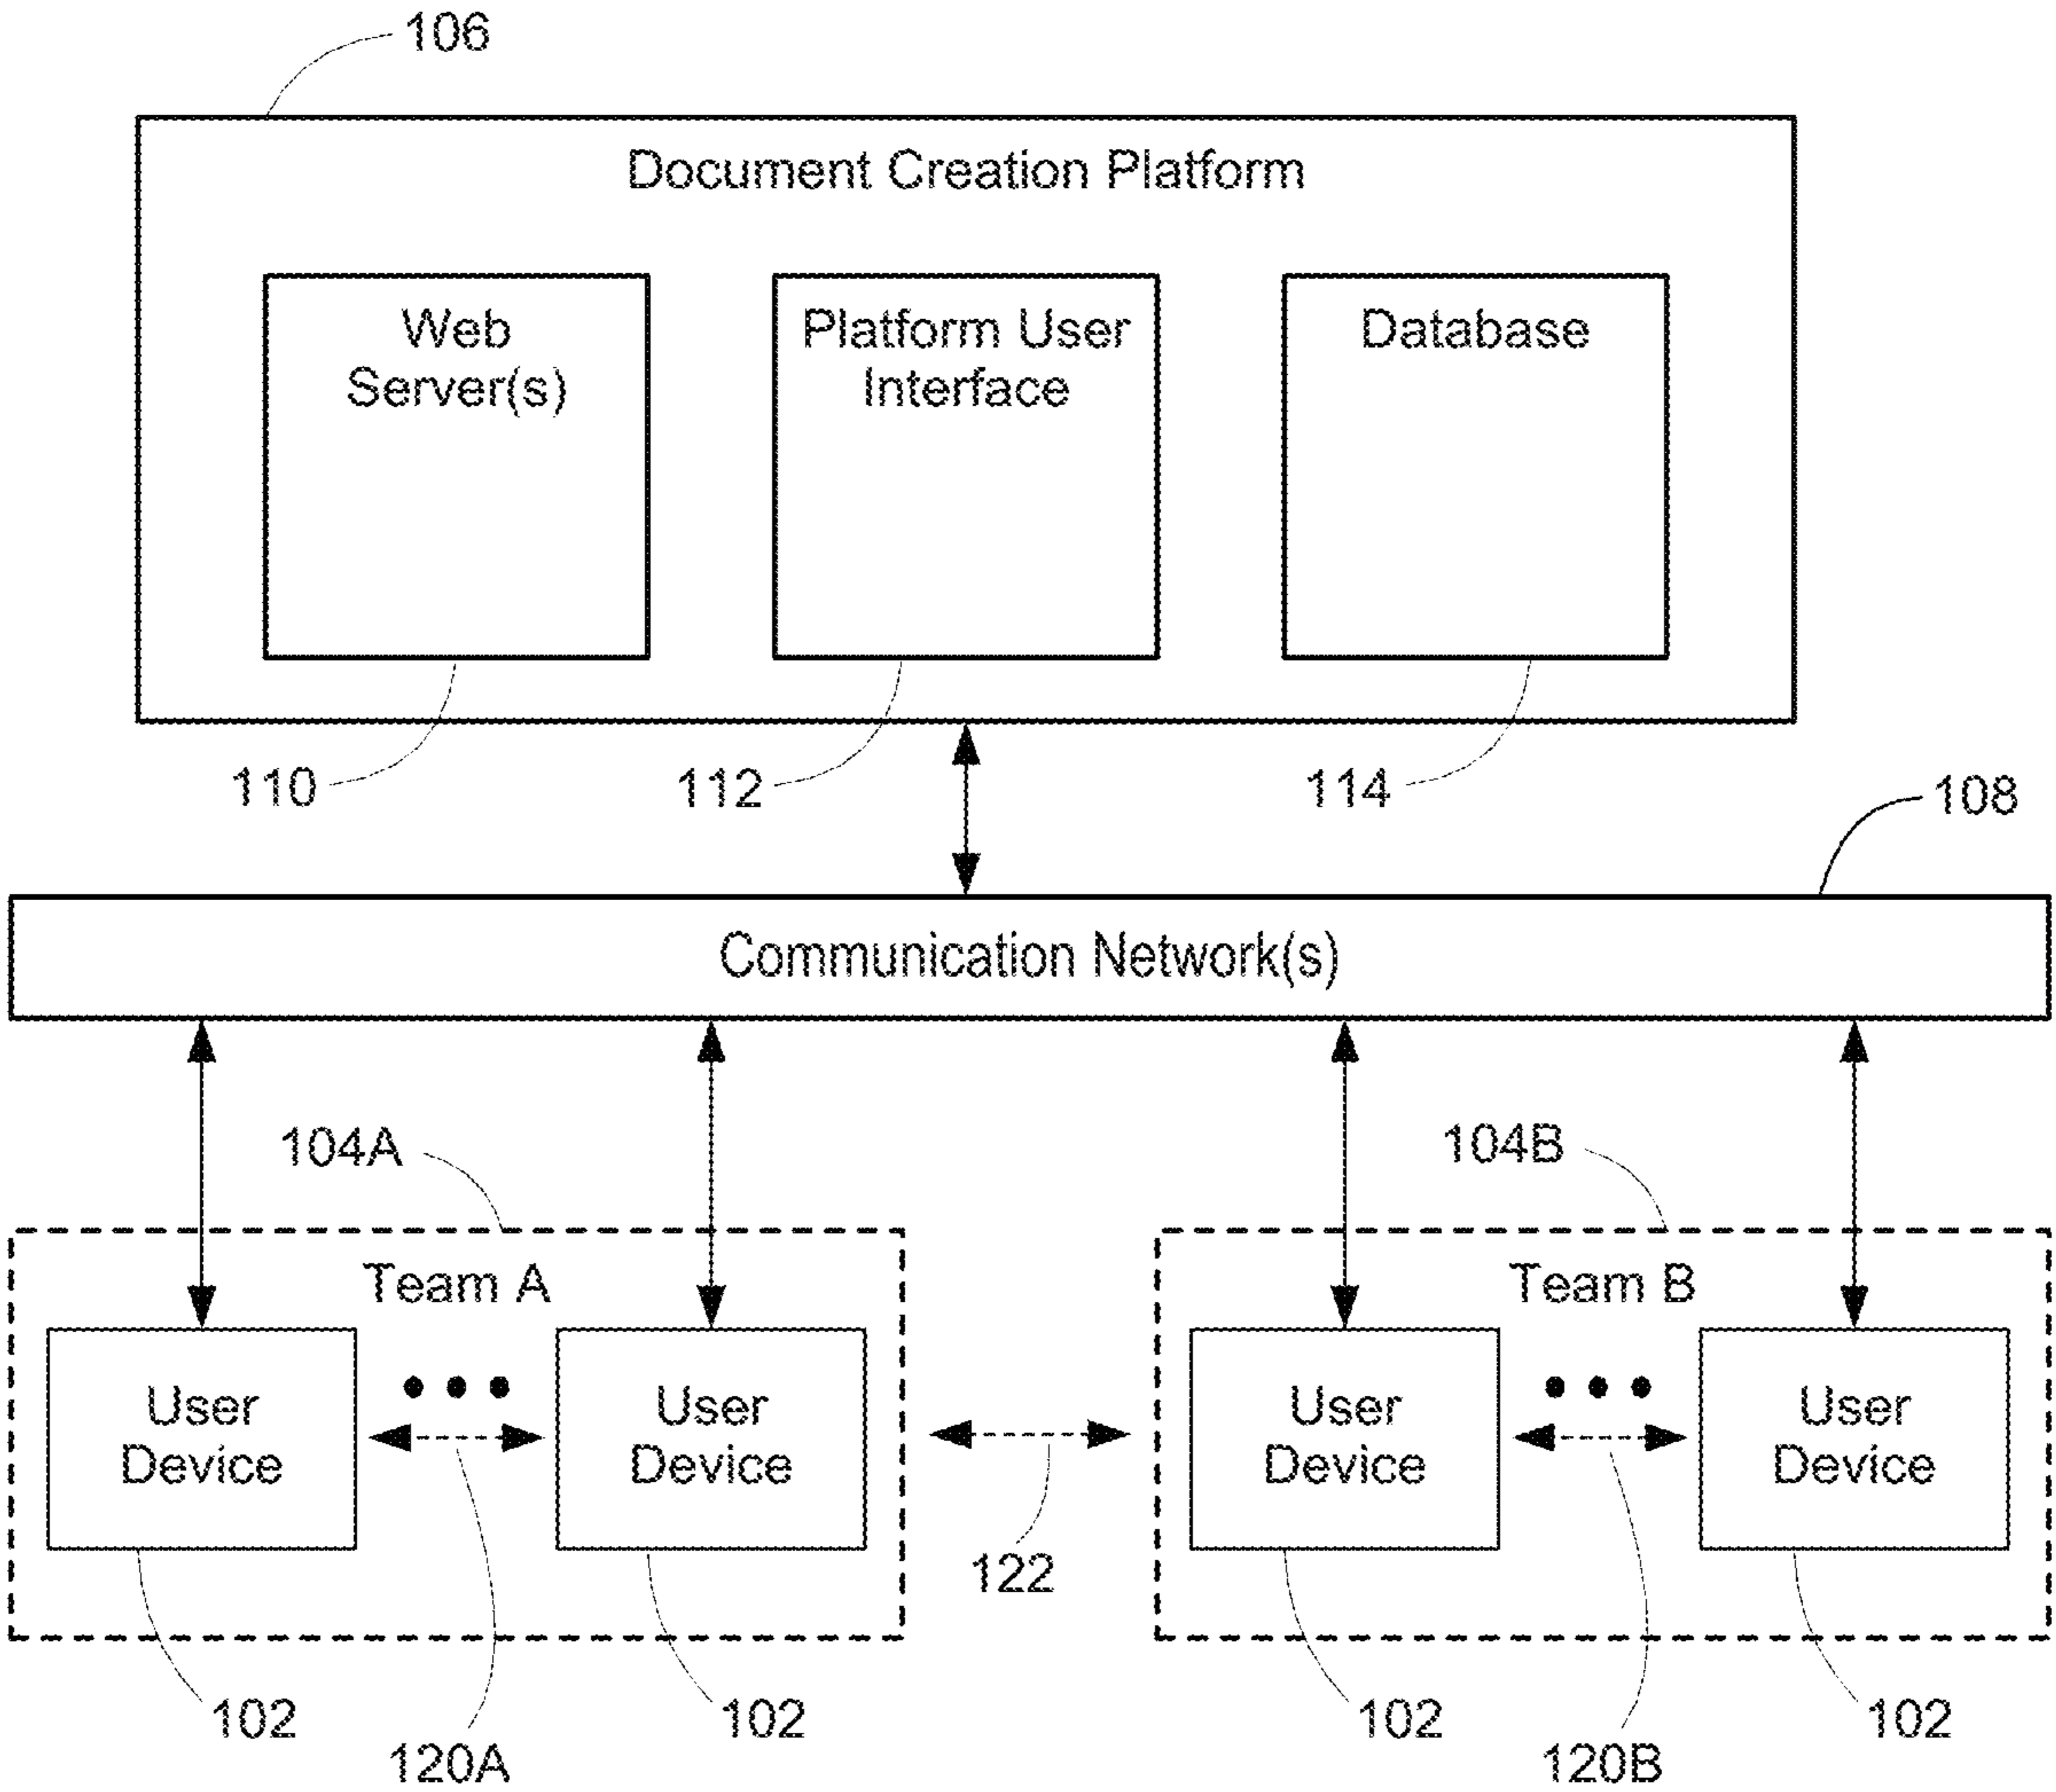 106
Document Creation Platform
Web
Server(s)
Platform User
Interface
Database
110
112
114
108
Communication Network(s)
104A
104B
Team A
Team B
User
Device
User
Device
User
Device
User
Device
122
102
120A
102
102
120B
102